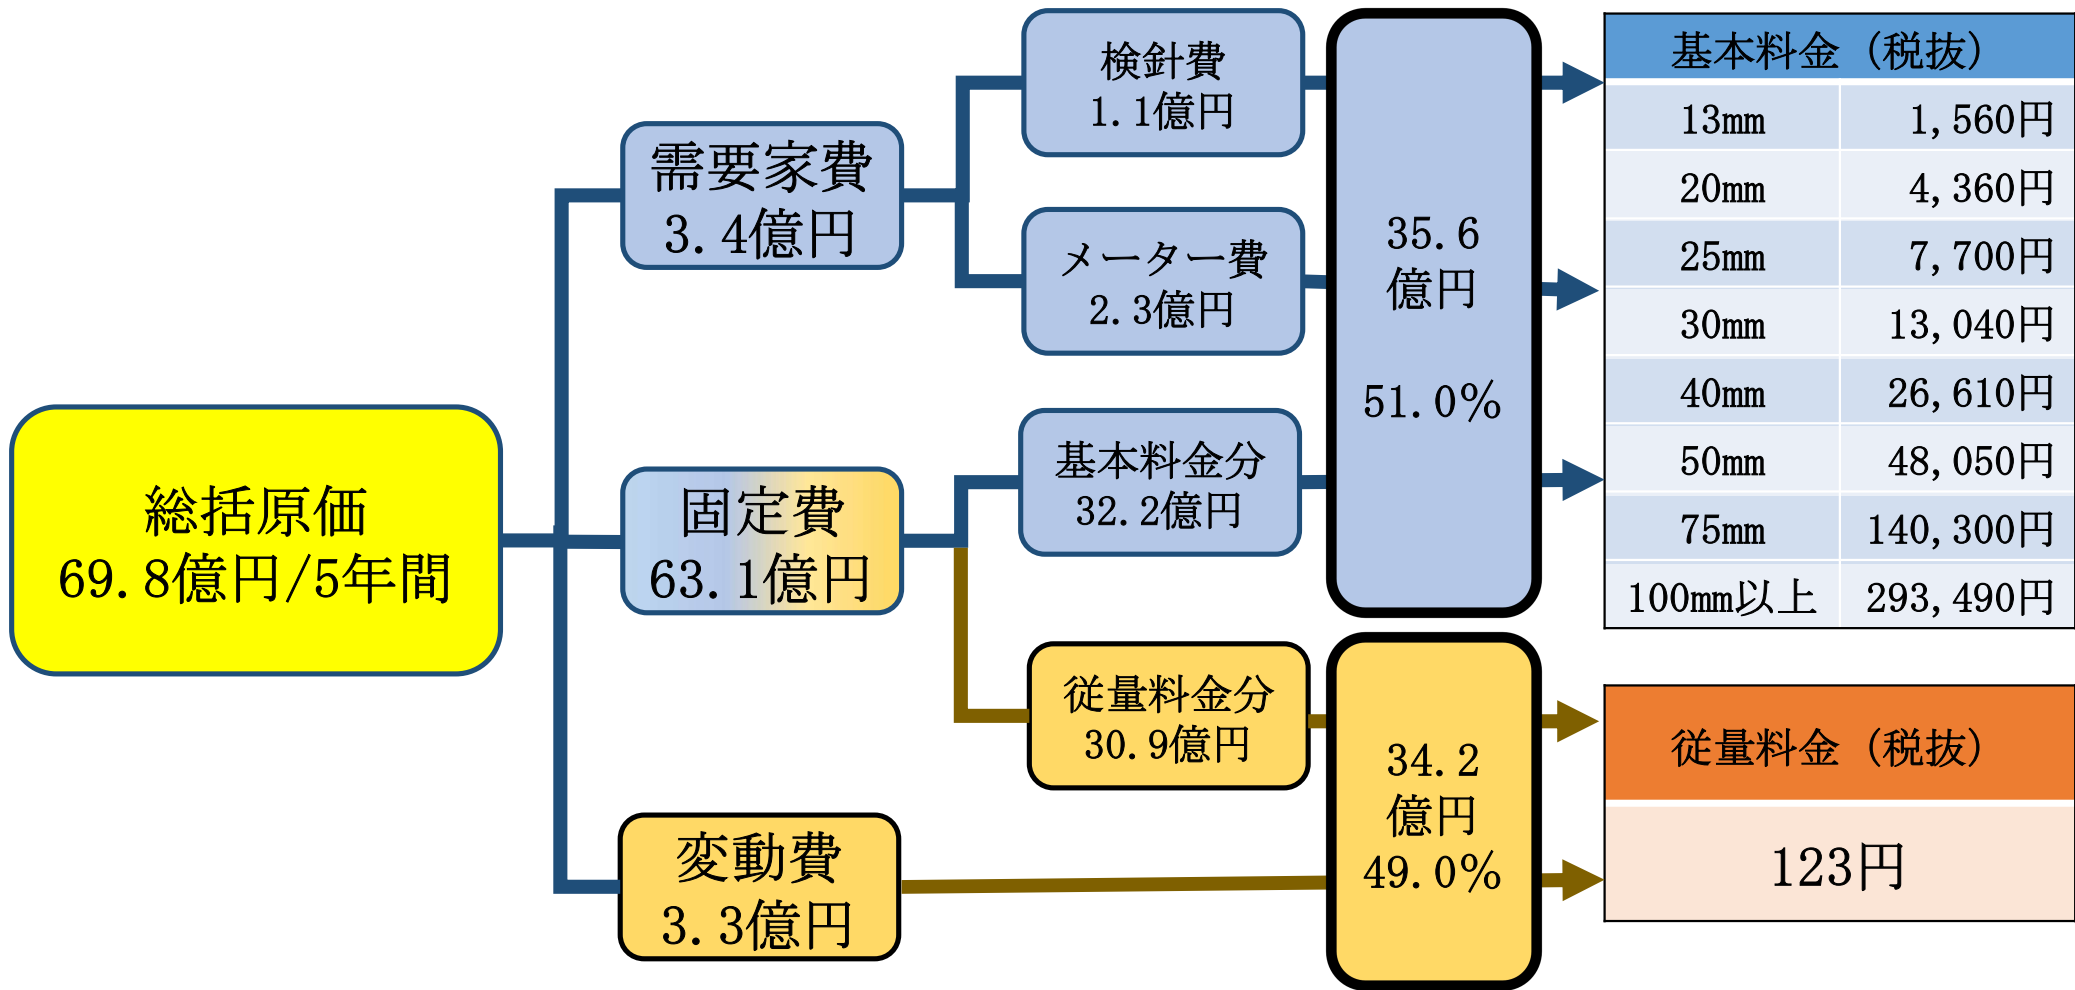 総括原価
69.8億円/5年間
需要家費
3.4億円
固定費
63.1億円
変動費
3.3億円
検針費
1.1億円
メーター費
2.3億円
基本料金分
32.2億円
従量料金分
30.9億円
35.6
億円
51.0%
34.2
億円
49.0%
基本料金（税抜）
13mm 1,560円
20mm 4,360円
25mm 7,700円
30mm 13,040円
40mm 26,610円
50mm 48,050円
75mm 140,300円
100mm以上 293,490円
従量料金（税抜）
123円